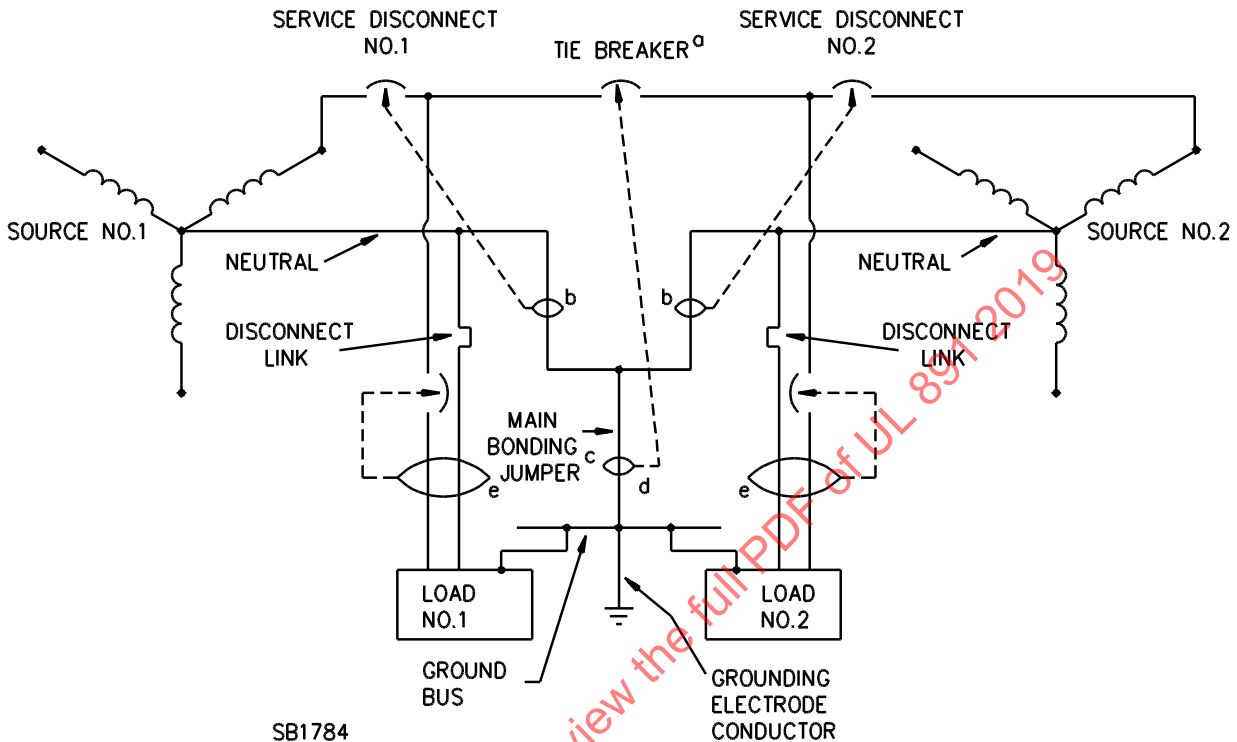 SERVICE DISCONNECT
NO.1
TIE BREAKER a
SERVICE DISCONNECT
NO.2
SOURCE NO.1
SOURCE NO.2
NEUTRAL
NEUTRAL
b
b
DISCONNECT
LINK
DISCONNECT
LINK
MAIN
BONDING
JUMPER
c
d
e
e
LOAD
NO.1
LOAD
NO.2
GROUND
BUS
GROUNDING
ELECTRODE
CONDUCTOR
SB1784
view the full PDF of UL 891 2019